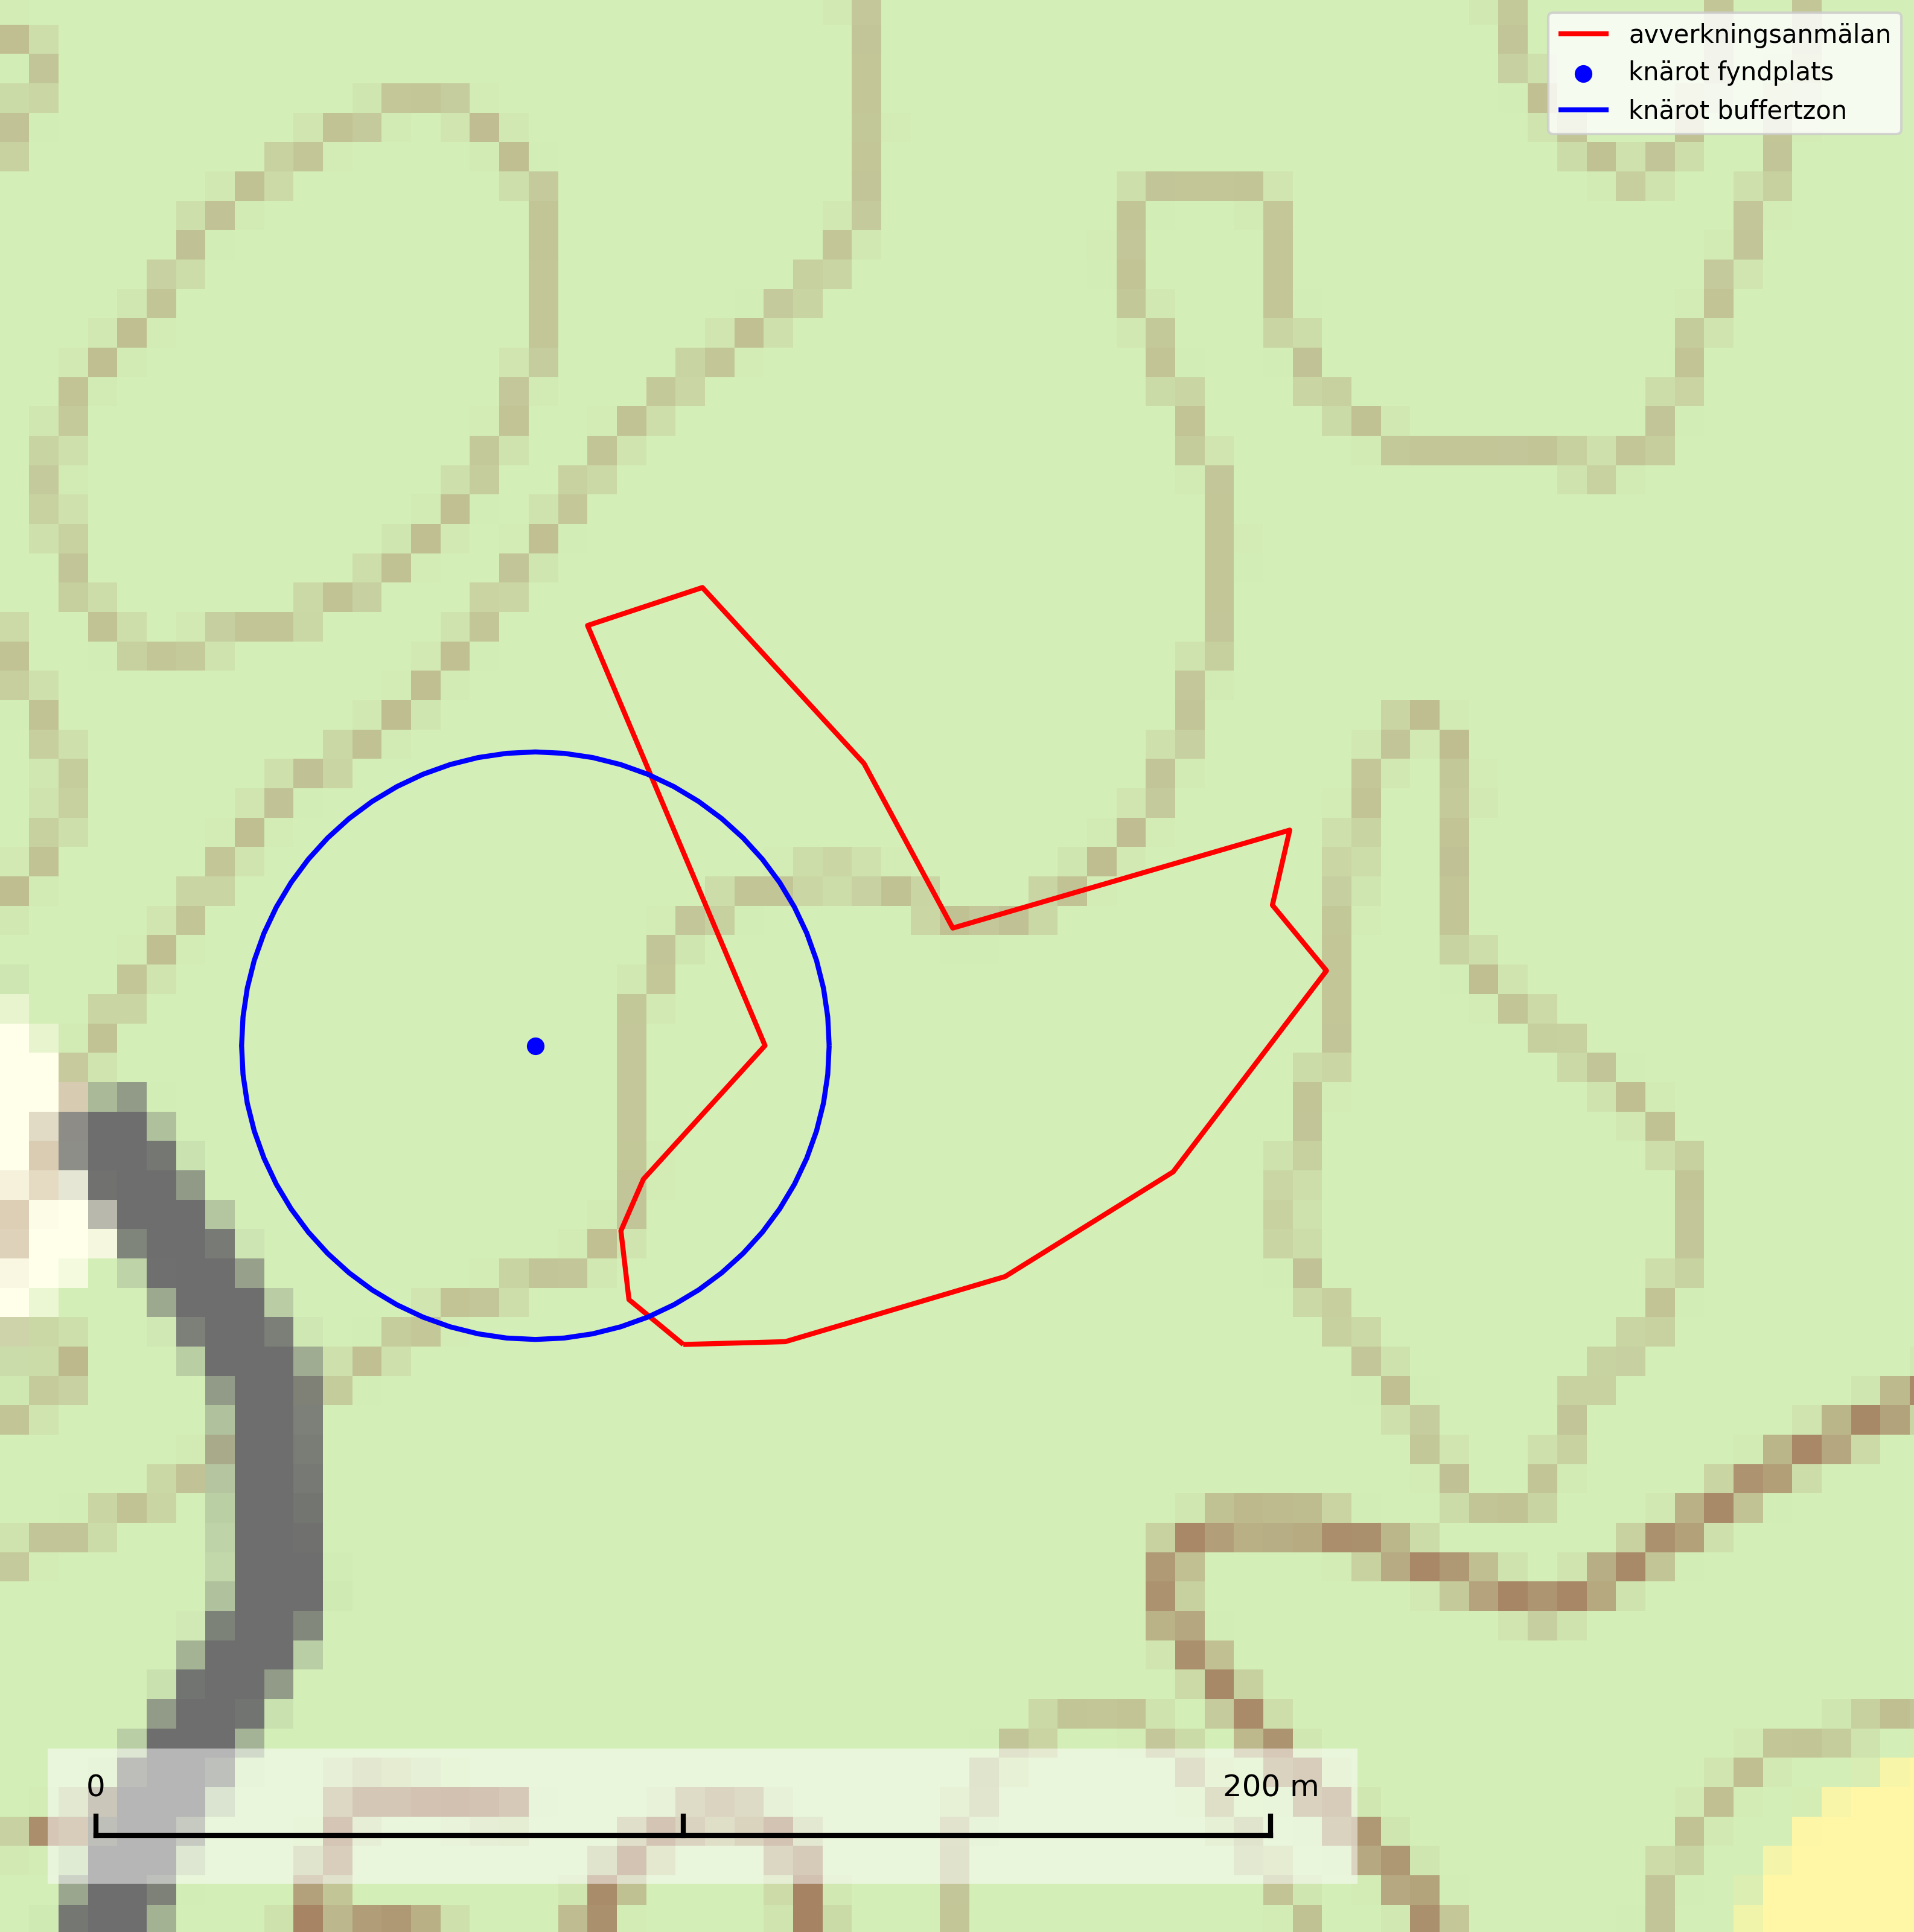 avverkningsanmälan
knärot fyndplats
knärot buffertzon
0 200 m